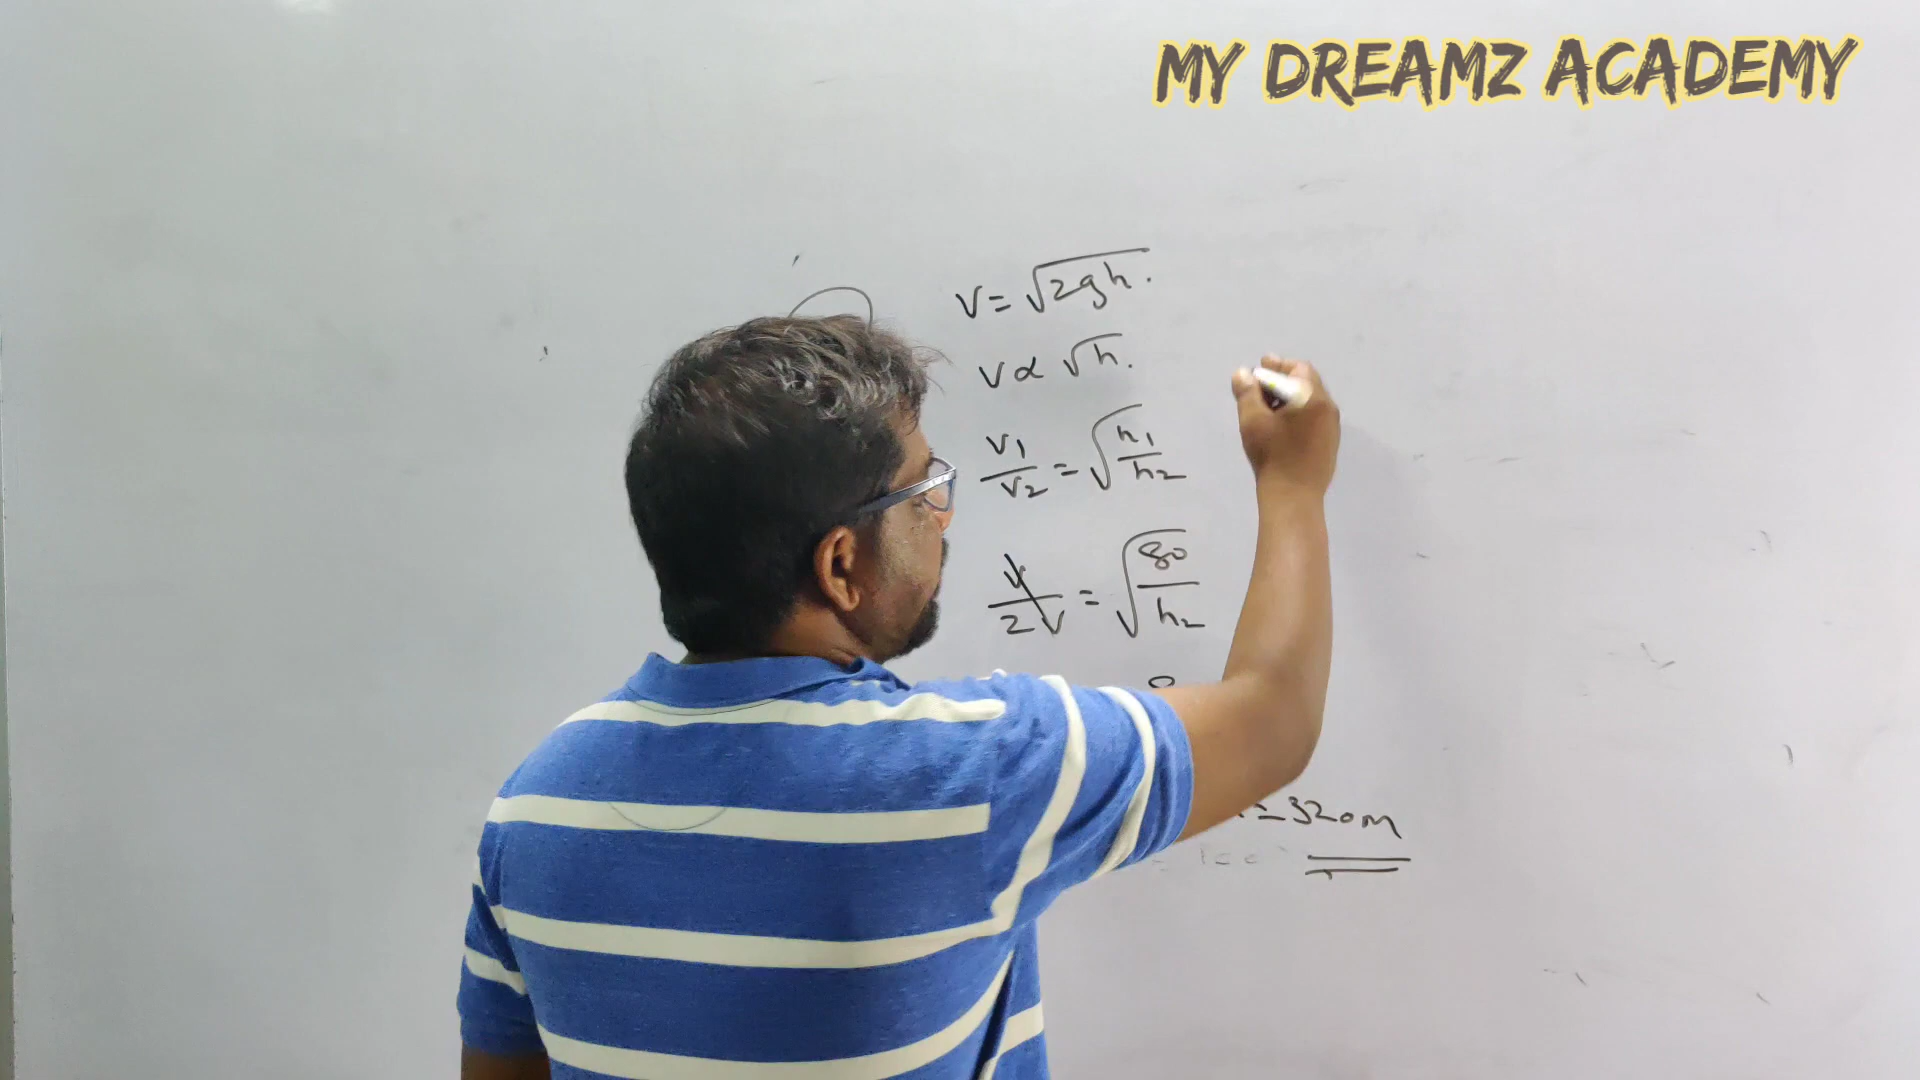 MY DREAMZ ACADEMY
V = √2gh.
V ∝ √h.
V1/V2 = √h1/h2
V/2V = √80/h2
= 320m